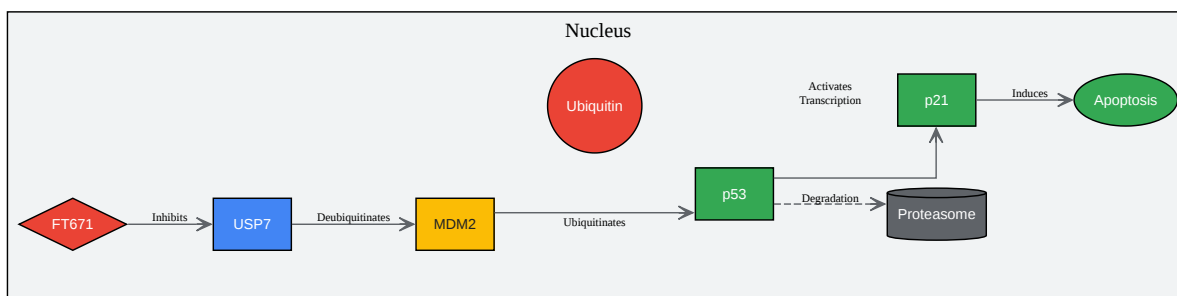 Nucleus
Ubiquitin
Activates
Transcription
p21
Induces
Apoptosis
FT671
Inhibits
USP7
Deubiquitinates
MDM2
Ubiquitinates
p53
Degradation
Proteasome